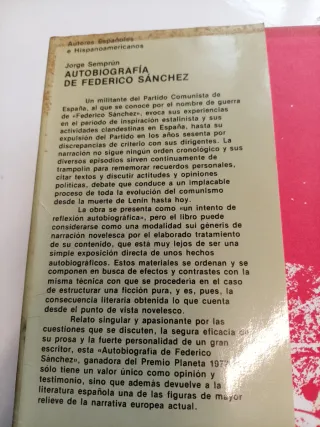 Autores Españoles
e Hispanoamericanos
Jorge Semprún
AUTOBIOGRAFÍA
DE FEDERICO SÁNCHEZ
Un militante del Partido Comunista de
España, al que se conoce por el nombre de guerra
de «Federico Sánchez», evoca sus experiencias
en el período de inspiración estalinista y sus
actividades clandestinas en España, hasta su
expulsión del Partido en los años sesenta por
discrepancias de criterio con sus dirigentes. La
narración no sigue ningún orden cronológico y sus
diversos episodios sirven continuamente de
trampolín para rememorar recuerdos personales,
citar textos y discutir actitudes y opiniones
políticas, debate que conduce a un implacable
proceso de toda la evolución del comunismo
desde la muerte de Lenin hasta hoy.
La obra se presenta como «un intento de
reflexión autobiográfica», pero el libro puede
considerarse como una modalidad sui géneris de
narración novelesca por el elaborado tratamiento
de su contenido, que está muy lejos de ser una
simple exposición directa de unos hechos
autobiográficos. Estos materiales se ordenan y se
componen en busca de efectos y contrastes con la
misma técnica con que se procedería en el caso
de estructurar una ficción pura, y es, pues, la
consecuencia literaria obtenida lo que cuenta
desde el punto de vista novelesco.
Relato singular y apasionante por las
cuestiones que se discuten, la segura eficacia de
su prosa y la fuerte personalidad de un gran
escritor, esta «Autobiografía de Federico
Sánchez», ganadora del Premio Planeta 1977
sólo tiene un valor único como opinión y
testimonio, sino que además devuelve a la
literatura española una de las figuras de mayor
relieve de la narrativa europea actual.